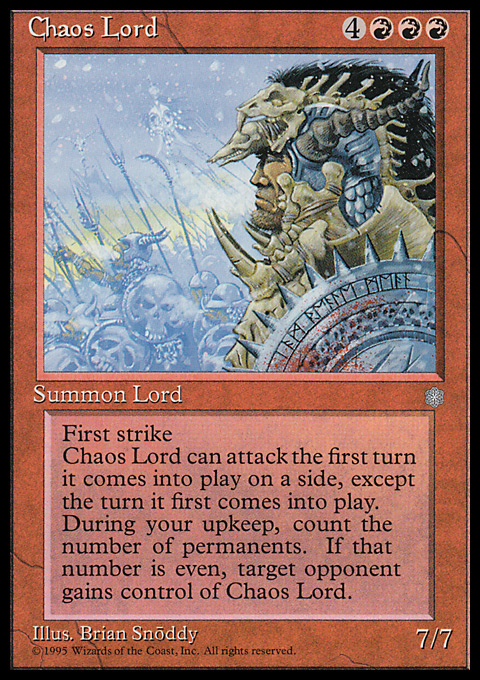 Chaos Lord 4
Summon Lord
First strike
Chaos Lord can attack the first turn
it comes into play on a side, except
the turn it first comes into play.
During your upkeep, count the
number of permanents. If that
number is even, target opponent
gains control of Chaos Lord.
Illus. Brian Snōddy
7/7
©1995 Wizards of the Coast, Inc. All rights reserved.